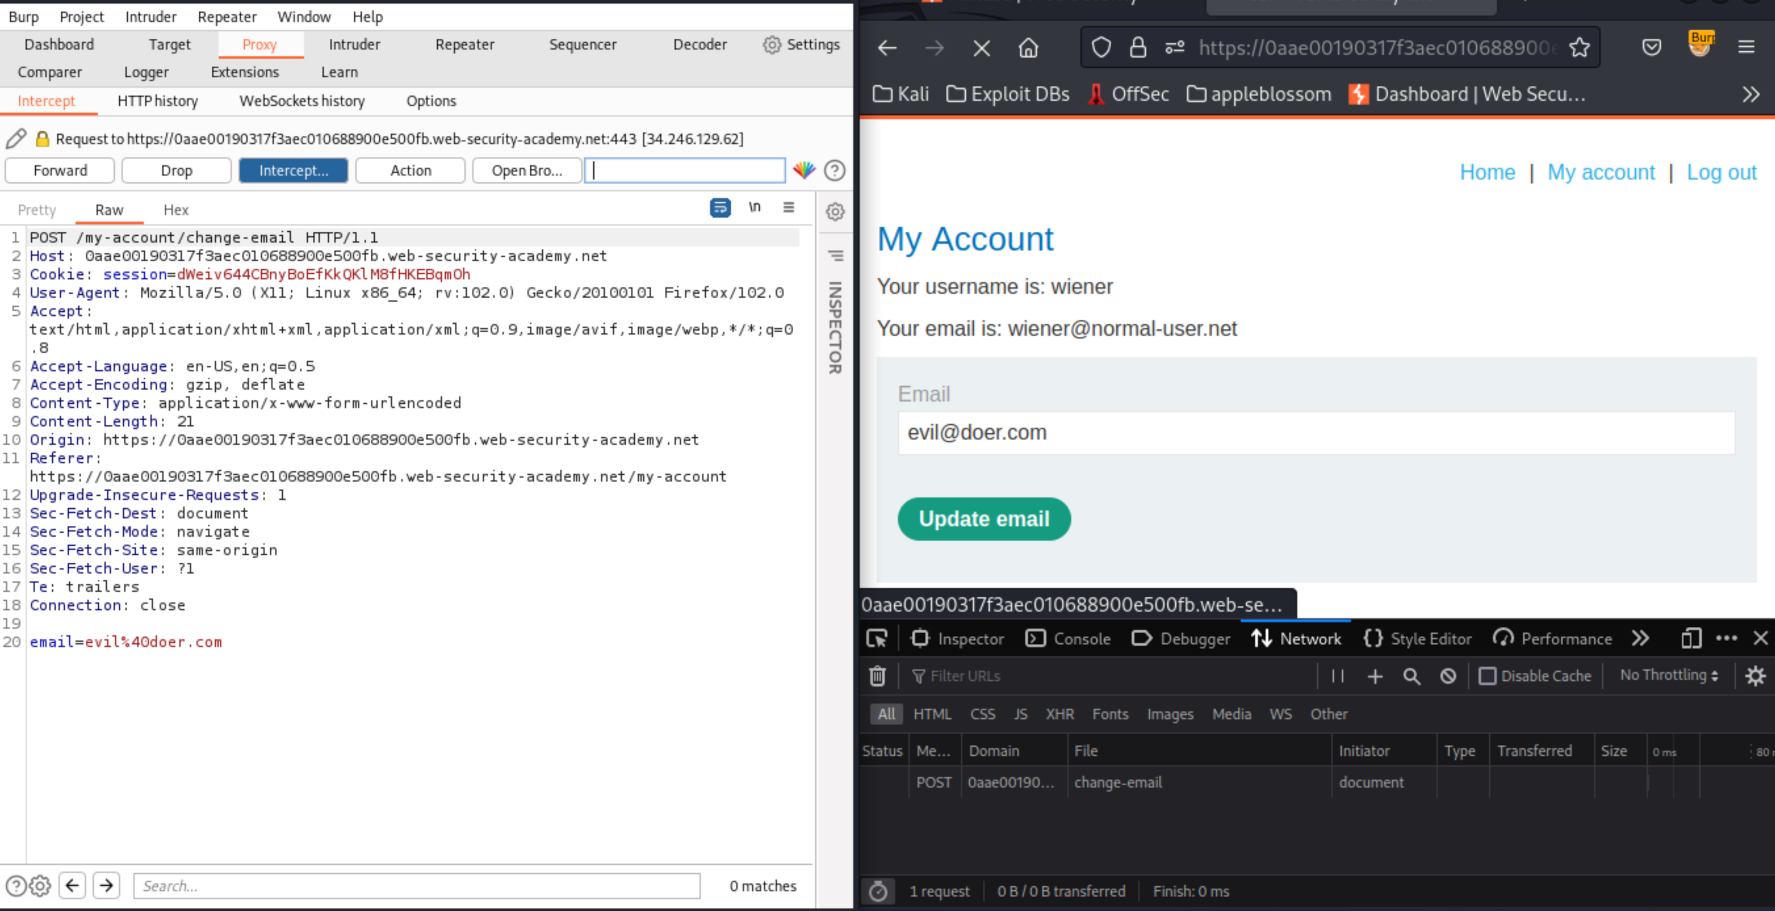 Burp Project Intruder Repeater Window Help
Dashboard Target Proxy Intruder Repeater Sequencer Decoder Settings
Comparer Logger Extensions Learn
Intercept HTTP history WebSockets history Options
Request to https://0aae00190317f3aec010688900e500fb.web-security-academy.net:443 [34.246.129.62]
Forward Drop Intercept... Action Open Bro...
Pretty Raw Hex \n
1 POST /my-account/change-email HTTP/1.1
2 Host: 0aae00190317f3aec010688900e500fb.web-security-academy.net
3 Cookie: session=dWeiv644CBnyBoEfKkQKlM8fHKEBqmOh
4 User-Agent: Mozilla/5.0 (X11; Linux x86_64; rv:102.0) Gecko/20100101 Firefox/102.0
5 Accept:
text/html,application/xhtml+xml,application/xml;q=0.9,image/avif,image/webp,*/*;q=0
.8
6 Accept-Language: en-US,en;q=0.5
7 Accept-Encoding: gzip, deflate
8 Content-Type: application/x-www-form-urlencoded
9 Content-Length: 21
10 Origin: https://0aae00190317f3aec010688900e500fb.web-security-academy.net
11 Referer:
https://0aae00190317f3aec010688900e500fb.web-security-academy.net/my-account
12 Upgrade-Insecure-Requests: 1
13 Sec-Fetch-Dest: document
14 Sec-Fetch-Mode: navigate
15 Sec-Fetch-Site: same-origin
16 Sec-Fetch-User: ?1
17 Te: trailers
18 Connection: close
19
20 email=evil%40doer.com
INSPECTOR
Search... 0 matches
https://0aae00190317f3aec010688900e
Burp
Kali Exploit DBs OffSec appleblossom Dashboard | Web Secu...
Home | My account | Log out
My Account
Your username is: wiener
Your email is: wiener@normal-user.net
Email
evil@doer.com
Update email
0aae00190317f3aec010688900e500fb.web-se...
Inspector Console Debugger Network Style Editor Performance
Filter URLs Disable Cache No Throttling
All HTML CSS JS XHR Fonts Images Media WS Other
Status Me... Domain File Initiator Type Transferred Size 0 ms 80
POST 0aae00190... change-email document
1 request 0 B / 0 B transferred Finish: 0 ms